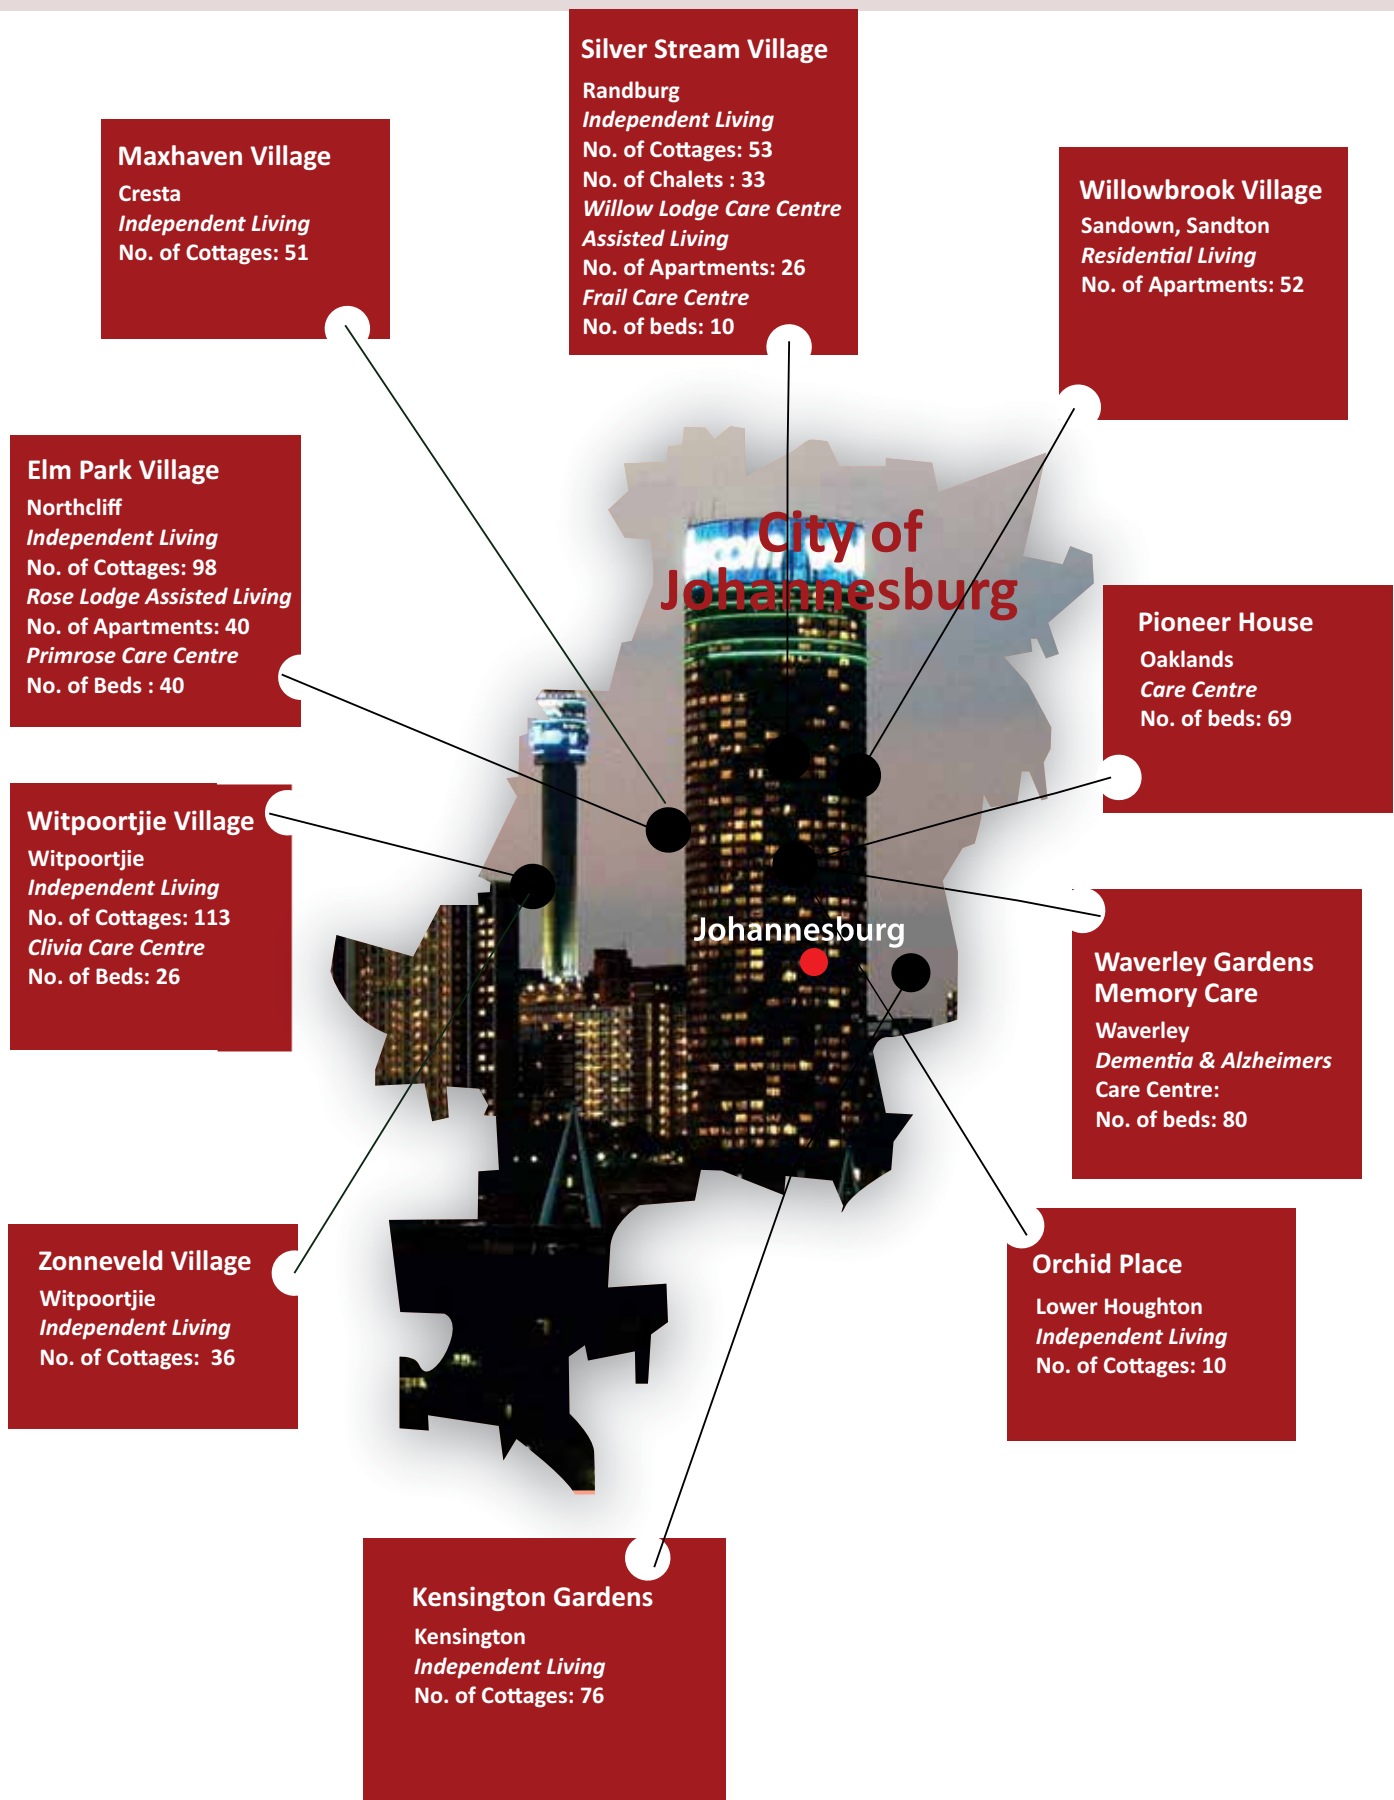 Silver Stream Village
Randburg
Independent Living
No. of Cottages: 53
No. of Chalets : 33
Willow Lodge Care Centre
Assisted Living
No. of Apartments: 26
Frail Care Centre
No. of beds: 10
Maxhaven Village
Cresta
Independent Living
No. of Cottages: 51
Willowbrook Village
Sandown, Sandton
Residential Living
No. of Apartments: 52
Elm Park Village
Northcliff
Independent Living
No. of Cottages: 98
Rose Lodge Assisted Living
No. of Apartments: 40
Primrose Care Centre
No. of Beds : 40
City of
Johannesburg
Pioneer House
Oaklands
Care Centre
No. of beds: 69
Witpoortjie Village
Witpoortjie
Independent Living
No. of Cottages: 113
Clivia Care Centre
No. of Beds: 26
Johannesburg
Waverley Gardens
Memory Care
Waverley
Dementia & Alzheimers
Care Centre:
No. of beds: 80
Zonneveld Village
Witpoortjie
Independent Living
No. of Cottages:  36
Orchid Place
Lower Houghton
Independent Living
No. of Cottages: 10
Kensington Gardens
Kensington
Independent Living
No. of Cottages: 76